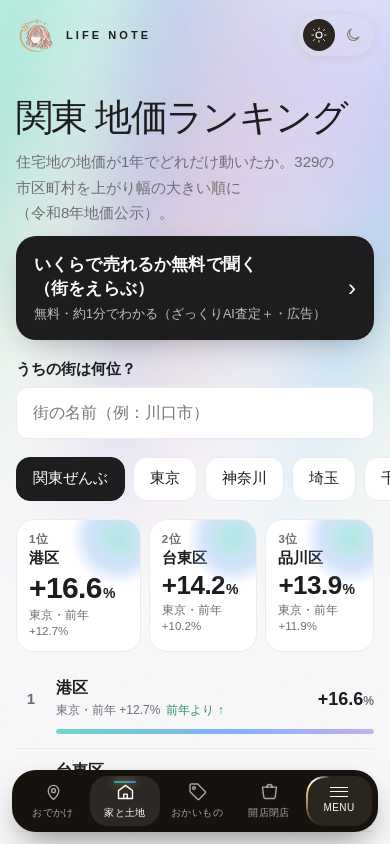 LIFE NOTE
関東 地価ランキング
住宅地の地価が1年でどれだけ動いたか。329の
市区町村を上がり幅の大きい順に
（令和8年地価公示）。
いくらで売れるか無料で聞く
（街をえらぶ）
無料・約1分でわかる（ざっくりAI査定＋・広告）
›
うちの街は何位？
街の名前（例：川口市）
関東ぜんぶ 東京 神奈川 埼玉
1位 2位 3位
港区 台東区 品川区
+16.6% +14.2% +13.9%
東京・前年 東京・前年 東京・前年
+12.7% +10.2% +11.9%
1 港区 +16.6%
東京・前年 +12.7% 前年より ↑
台東区
おでかけ 家と土地 おかいもの 開店閉店 MENU